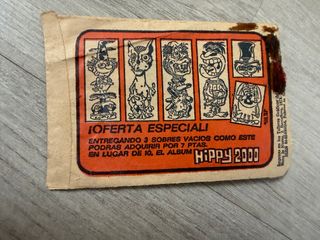 ¡OFERTA ESPECIAL!
ENTREGANDO 3 SOBRES VACIOS COMO ESTE
PODRAS ADQUIRIR POR 7 PTAS.
EN LUGAR DE 10, EL ALBUM HiPPY 2000